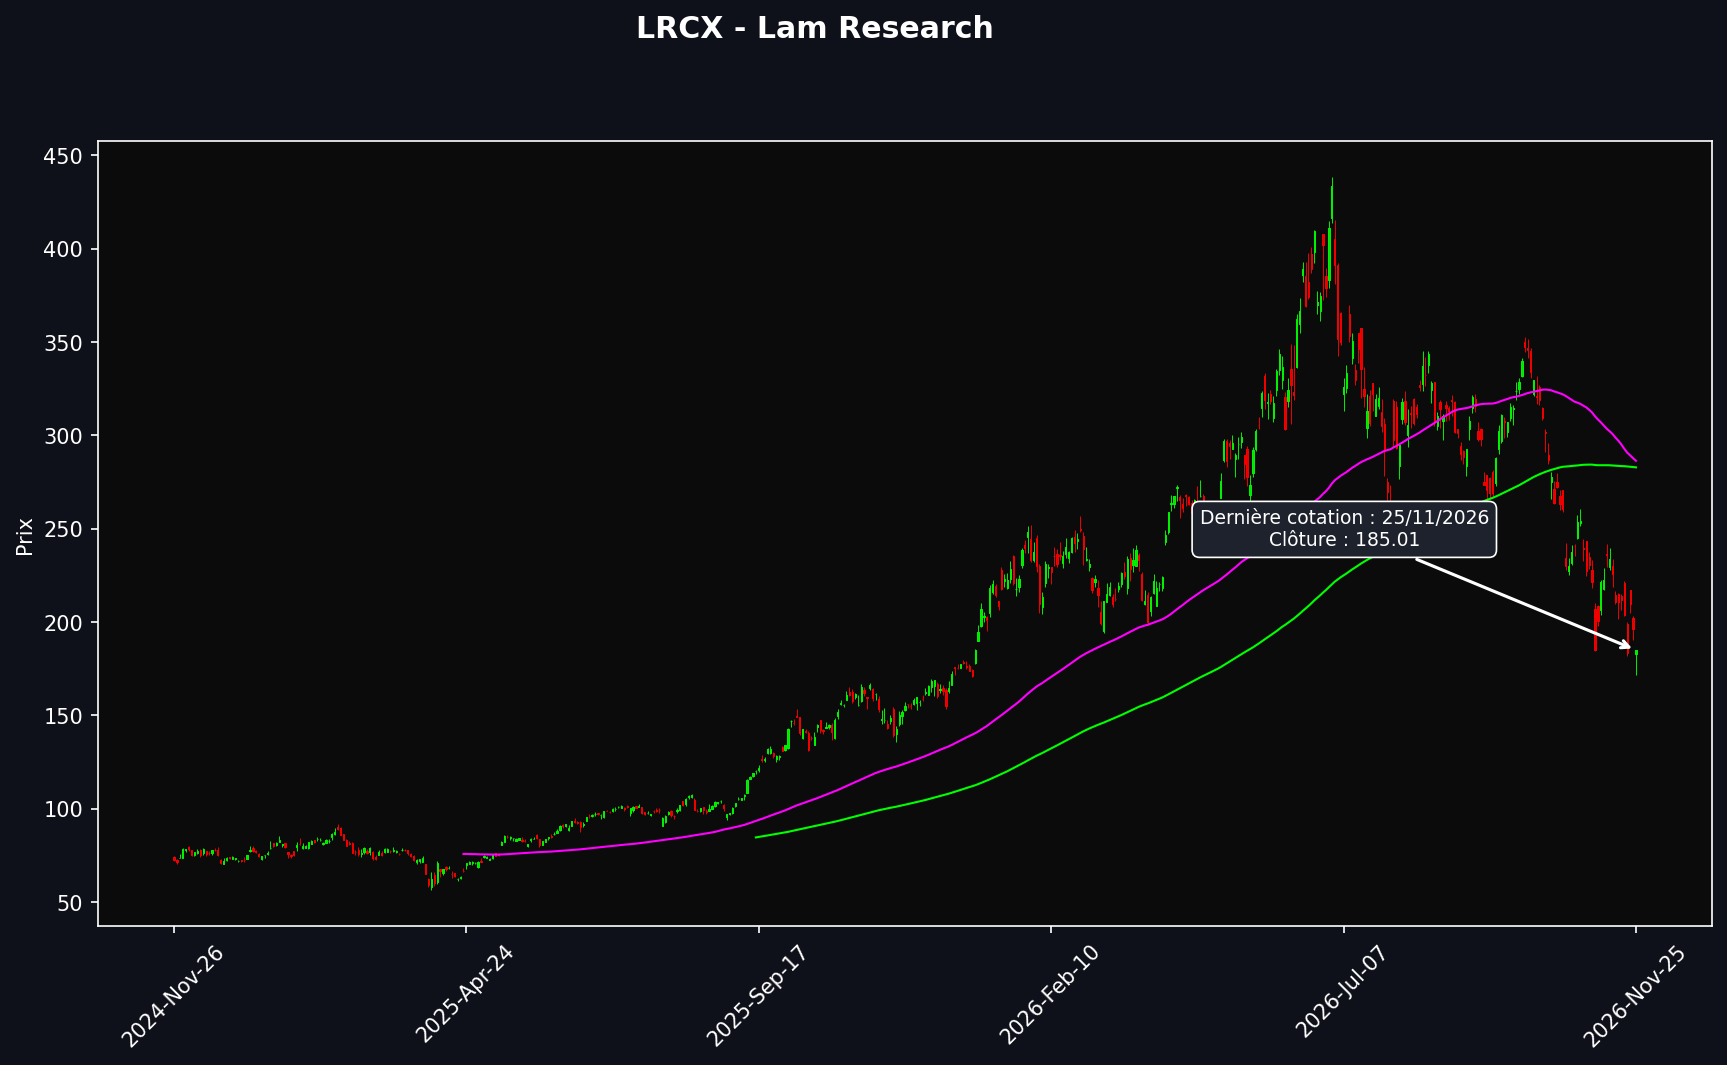 LRCX - Lam Research
450
400
350
300
250
200
150
100
50
Prix
Dernière cotation : 25/11/2026
Clôture : 185.01
2024-Nov-26
2025-Apr-24
2025-Sep-17
2026-Feb-10
2026-Jul-07
2026-Nov-25